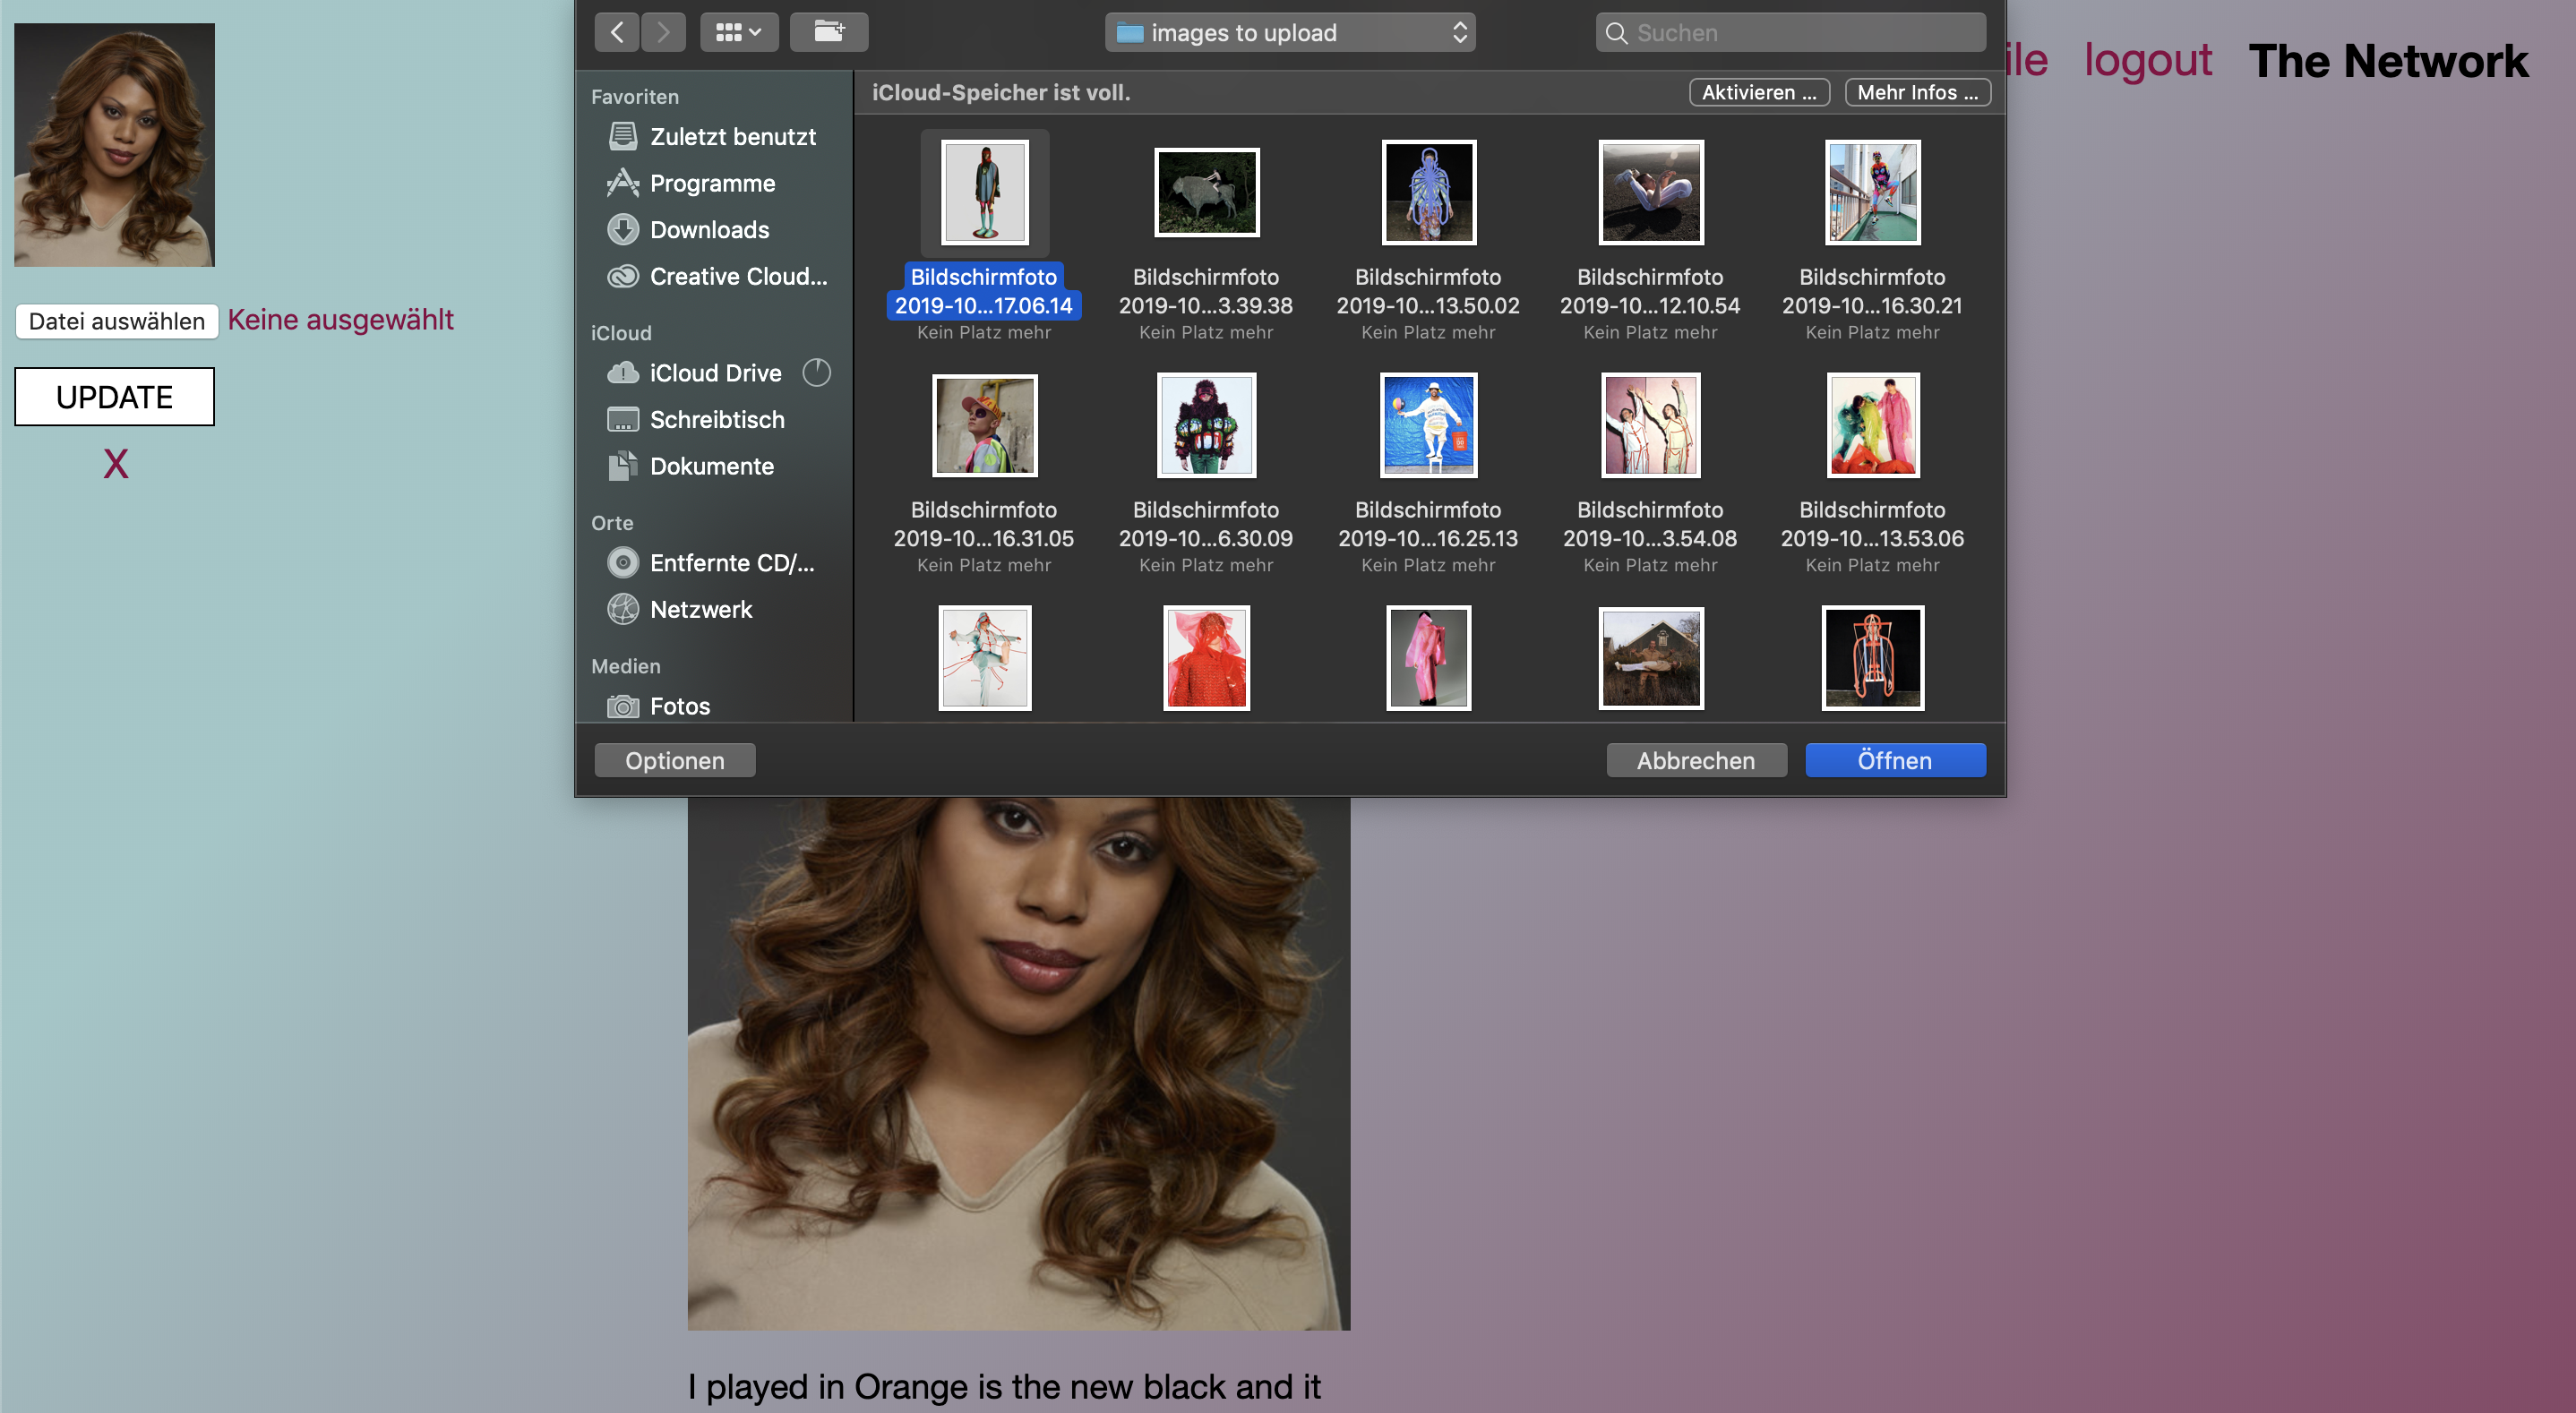 images to upload
Suchen
ile logout The Network
Favoriten
Zuletzt benutzt
Programme
Downloads
Creative Cloud...
iCloud
iCloud Drive
Schreibtisch
Dokumente
Orte
Entfernte CD/...
Netzwerk
Medien
Fotos
iCloud-Speicher ist voll.
Aktivieren ...
Mehr Infos ...
Bildschirmfoto
2019-10...17.06.14
Kein Platz mehr
Bildschirmfoto
2019-10...3.39.38
Kein Platz mehr
Bildschirmfoto
2019-10...13.50.02
Kein Platz mehr
Bildschirmfoto
2019-10...12.10.54
Kein Platz mehr
Bildschirmfoto
2019-10...16.30.21
Kein Platz mehr
Bildschirmfoto
2019-10...16.31.05
Kein Platz mehr
Bildschirmfoto
2019-10...6.30.09
Kein Platz mehr
Bildschirmfoto
2019-10...16.25.13
Kein Platz mehr
Bildschirmfoto
2019-10...3.54.08
Kein Platz mehr
Bildschirmfoto
2019-10...13.53.06
Kein Platz mehr
Optionen
Abbrechen
Öffnen
Datei auswählen Keine ausgewählt
UPDATE
X
I played in Orange is the new black and it